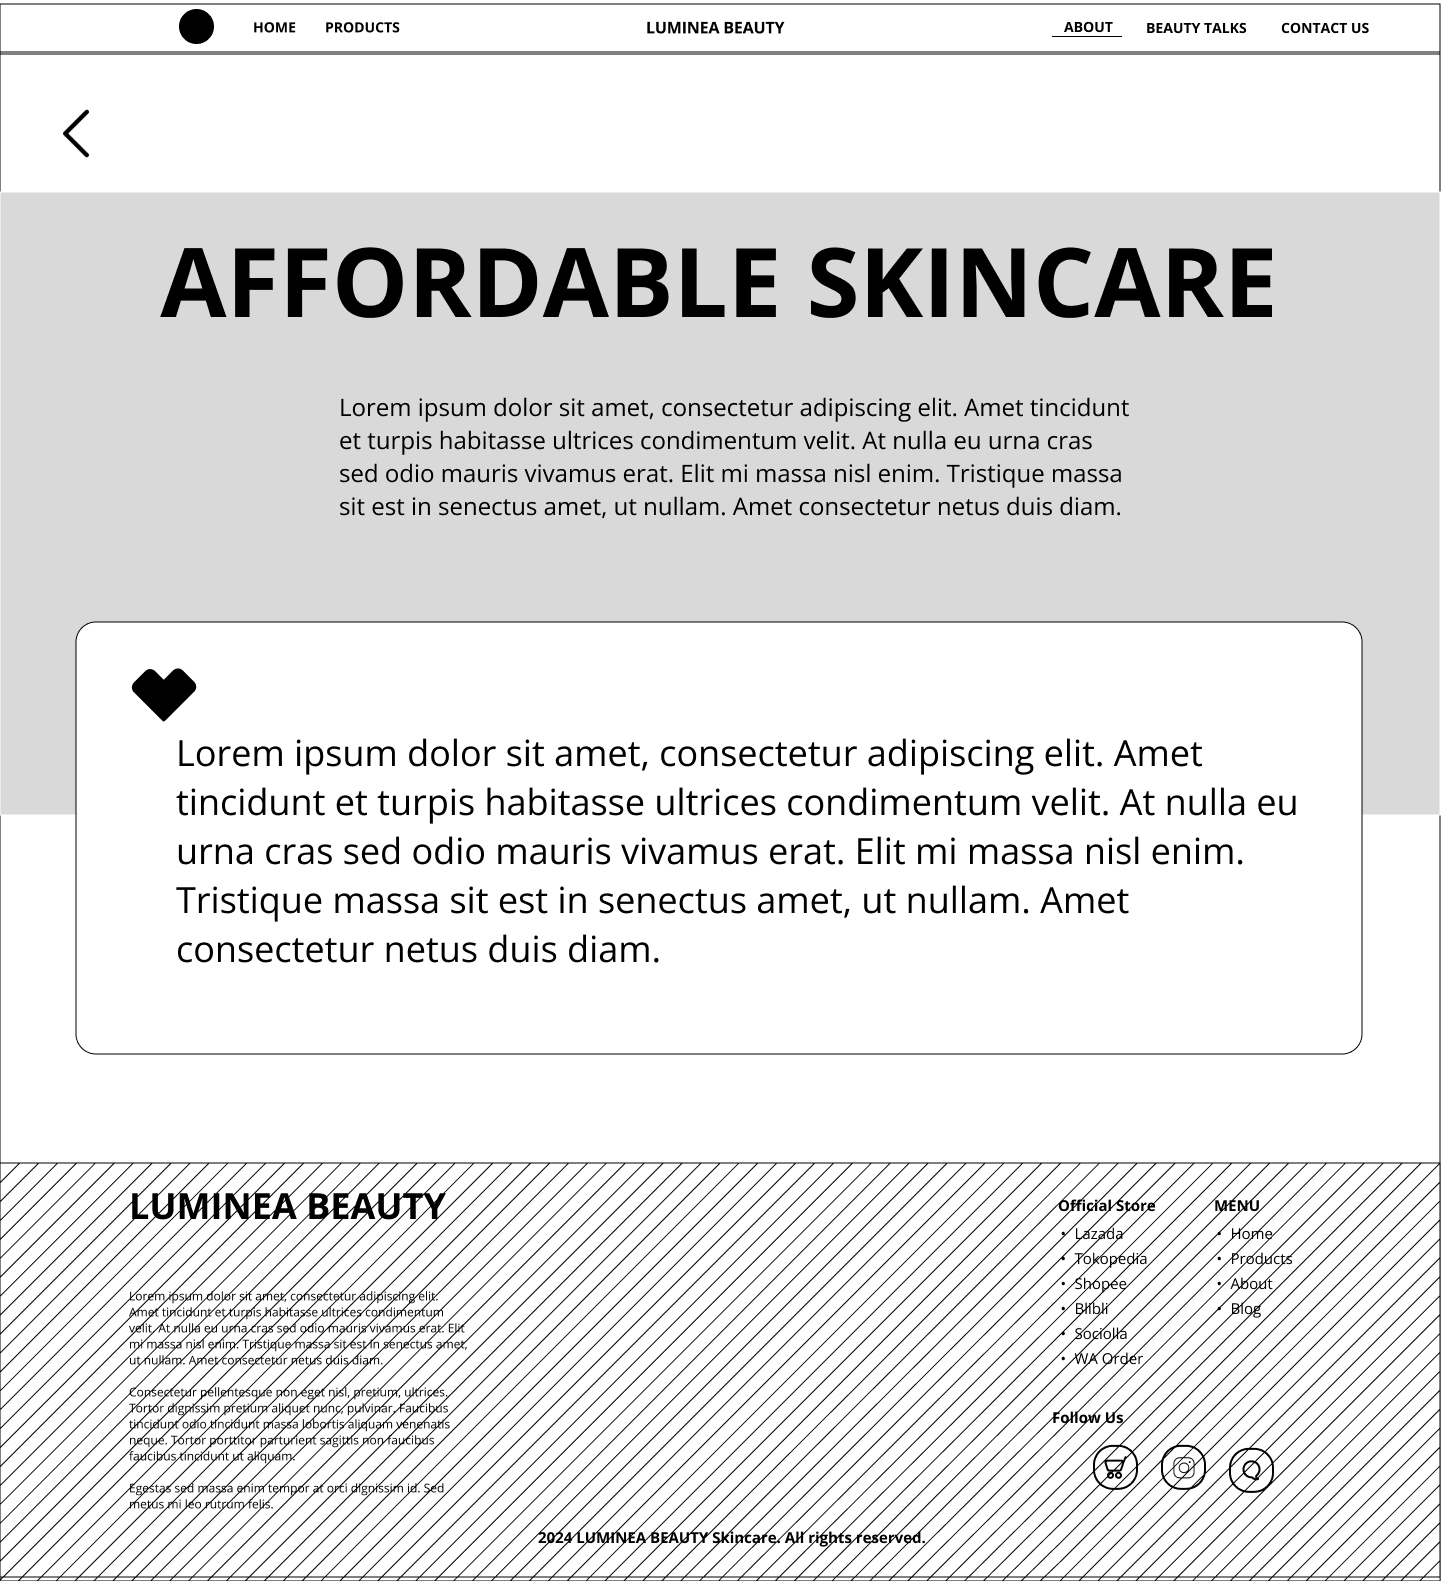 HOME PRODUCTS LUMINEA BEAUTY ABOUT BEAUTY TALKS CONTACT US
AFFORDABLE SKINCARE
Lorem ipsum dolor sit amet, consectetur adipiscing elit. Amet tincidunt
et turpis habitasse ultrices condimentum velit. At nulla eu urna cras
sed odio mauris vivamus erat. Elit mi massa nisl enim. Tristique massa
sit est in senectus amet, ut nullam. Amet consectetur netus duis diam.
Lorem ipsum dolor sit amet, consectetur adipiscing elit. Amet
tincidunt et turpis habitasse ultrices condimentum velit. At nulla eu
urna cras sed odio mauris vivamus erat. Elit mi massa nisl enim.
Tristique massa sit est in senectus amet, ut nullam. Amet
consectetur netus duis diam.
LUMINEA BEAUTY
Lorem ipsum dolor sit amet, consectetur adipiscing elit.
Amet tincidunt et turpis habitasse ultrices condimentum
velit. At nulla eu urna cras sed odio mauris vivamus erat. Elit
mi massa nisl enim. Tristique massa sit est in senectus amet,
ut nullam. Amet consectetur netus duis diam.
Consectetur pellentesque non eget nisl, pretium, ultrices.
Tortor dignissim pretium aliquet nunc, pulvinar. Faucibus
tincidunt odio tincidunt massa lobortis aliquam venenatis
neque. Tortor porttitor parturient sagittis non faucibus
faucibus tincidunt ut aliquam.
Egestas sed massa enim tempor at orci dignissim id. Sed
metus mi leo rutrum felis.
Official Store
• Lazada
• Tokopedia
• Shopee
• Blibli
• Sociolla
• WA Order
MENU
• Home
• Products
• About
• Blog
Follow Us
2024 LUMINEA BEAUTY Skincare. All rights reserved.